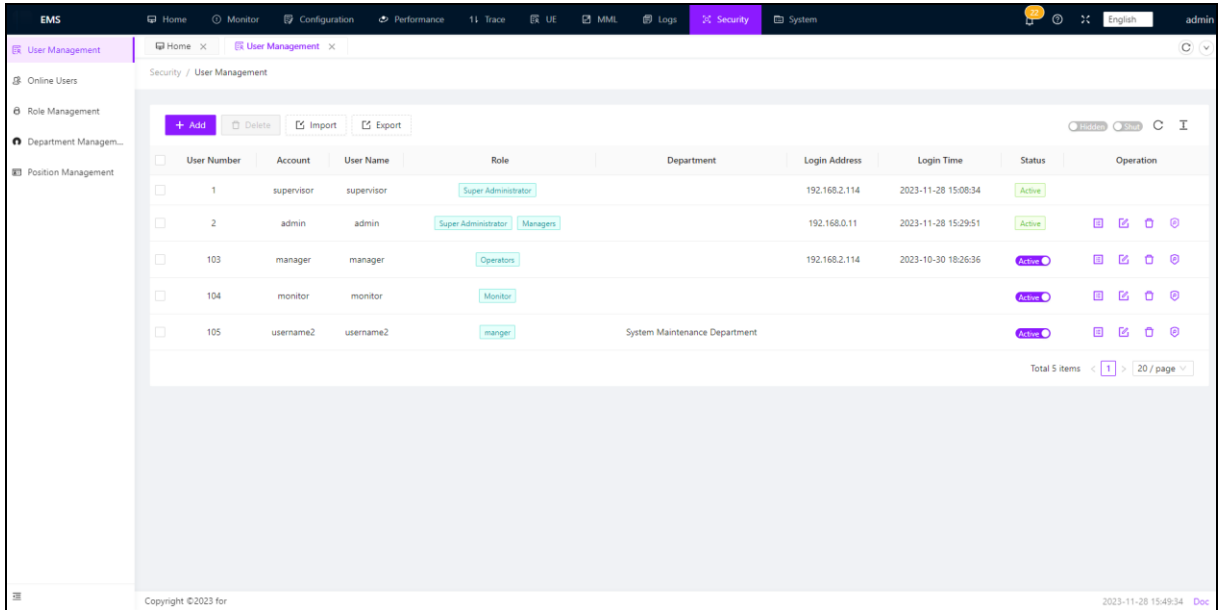 EMS Home Monitor Configuration Performance Trace UE MML Logs Security System 22 English admin
User Management
Online Users
Role Management
Department Managem...
Position Management
Home User Management
Security / User Management
Add Delete Import Export Hidden Shut
User Number Account User Name Role Department Login Address Login Time Status Operation
1 supervisor supervisor Super Administrator 192.168.2.114 2023-11-28 15:08:34 Active
2 admin admin Super Administrator Managers 192.168.0.11 2023-11-28 15:29:51 Active
103 manager manager Operators 192.168.2.114 2023-10-30 18:26:36 Active
104 monitor monitor Monitor Active
105 username2 username2 manger System Maintenance Department Active
Total 5 items < 1 > 20 / page
Copyright ©2023 for 2023-11-28 15:49:34 Doc